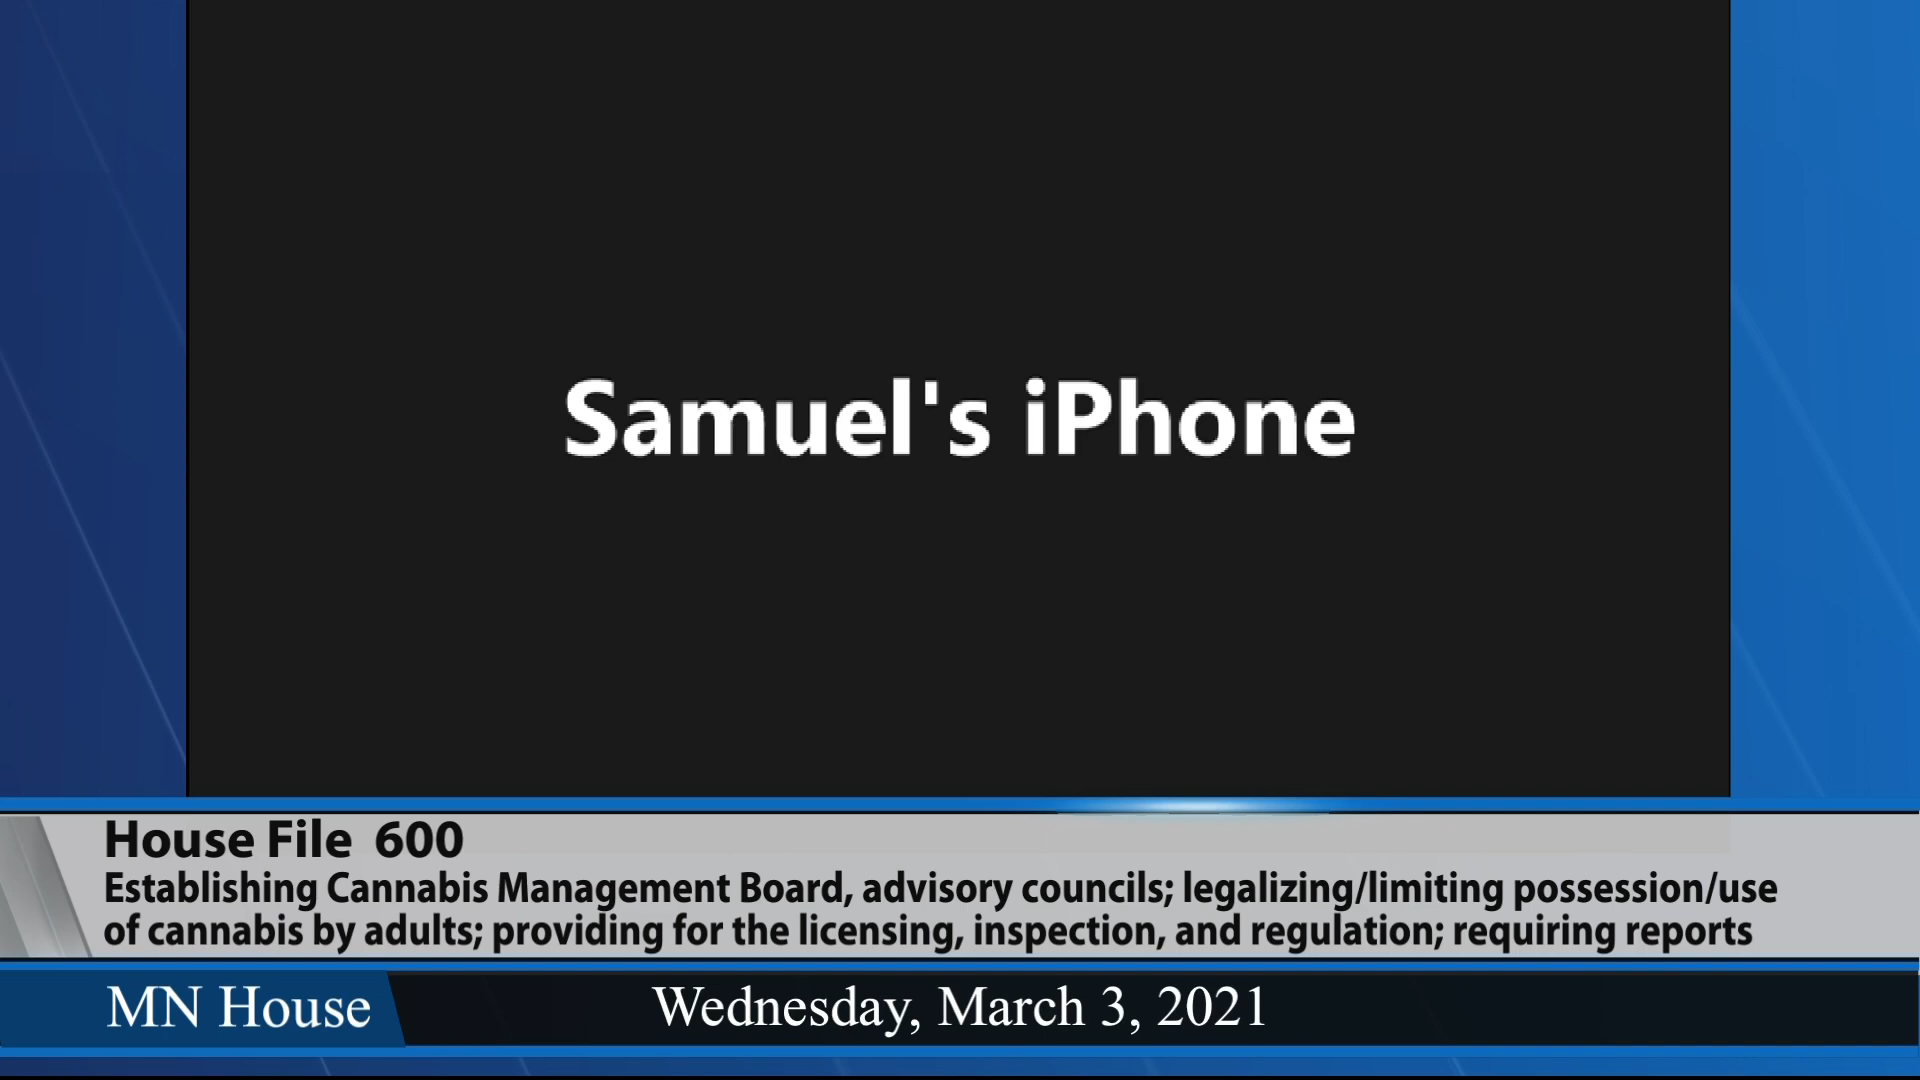 Samuel's iPhone
House File 600
Establishing Cannabis Management Board, advisory councils; legalizing/limiting possession/use
of cannabis by adults; providing for the licensing, inspection, and regulation; requiring reports
MN House
Wednesday, March 3, 2021